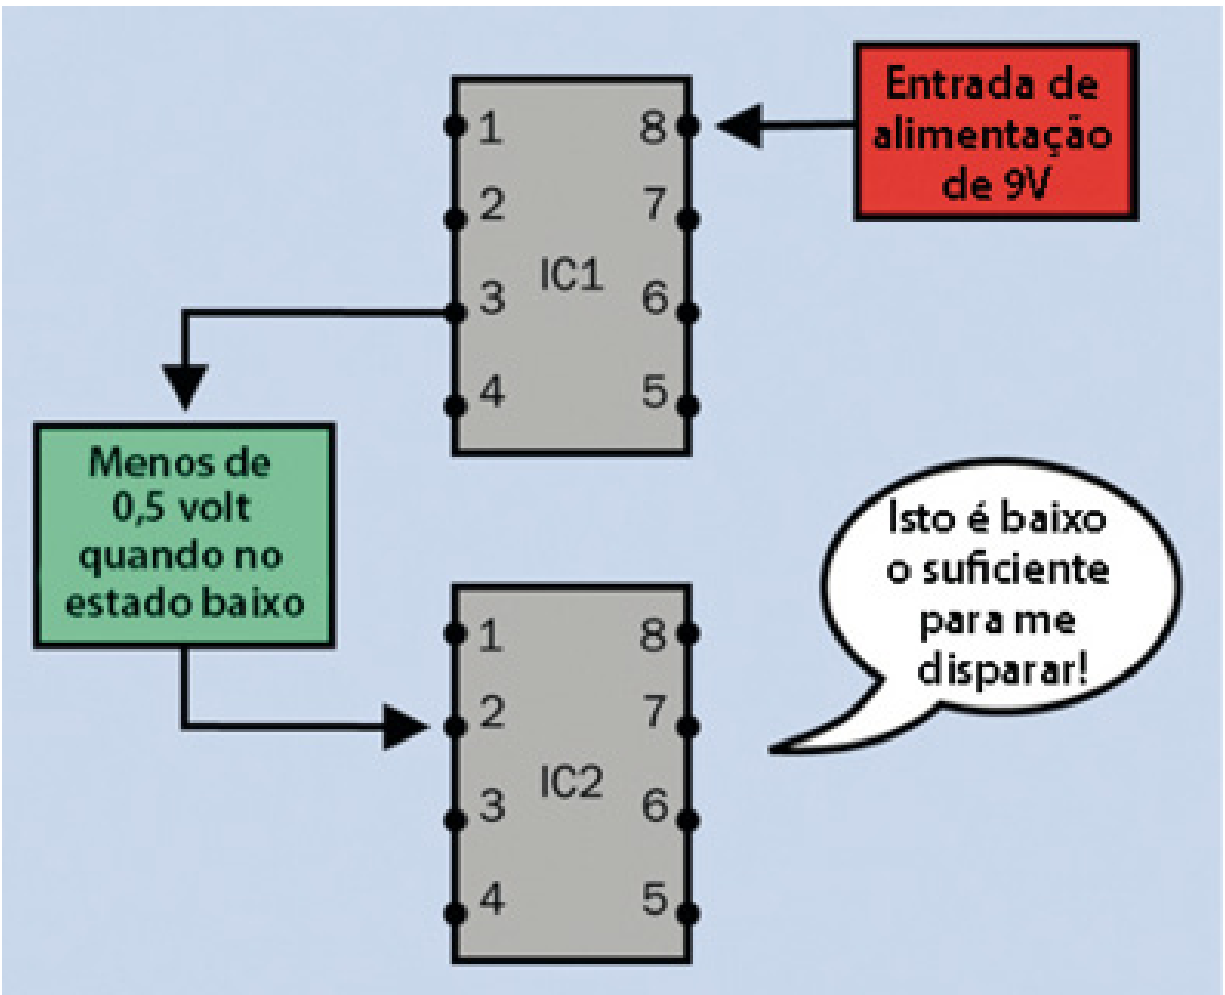 Entrada de
alimentação
de 9V
1 8
2 7
IC1
3 6
4 5
Menos de
0,5 volt
quando no
estado baixo
Isto é baixo
o suficiente
para me
disparar!
1 8
2 7
IC2
3 6
4 5